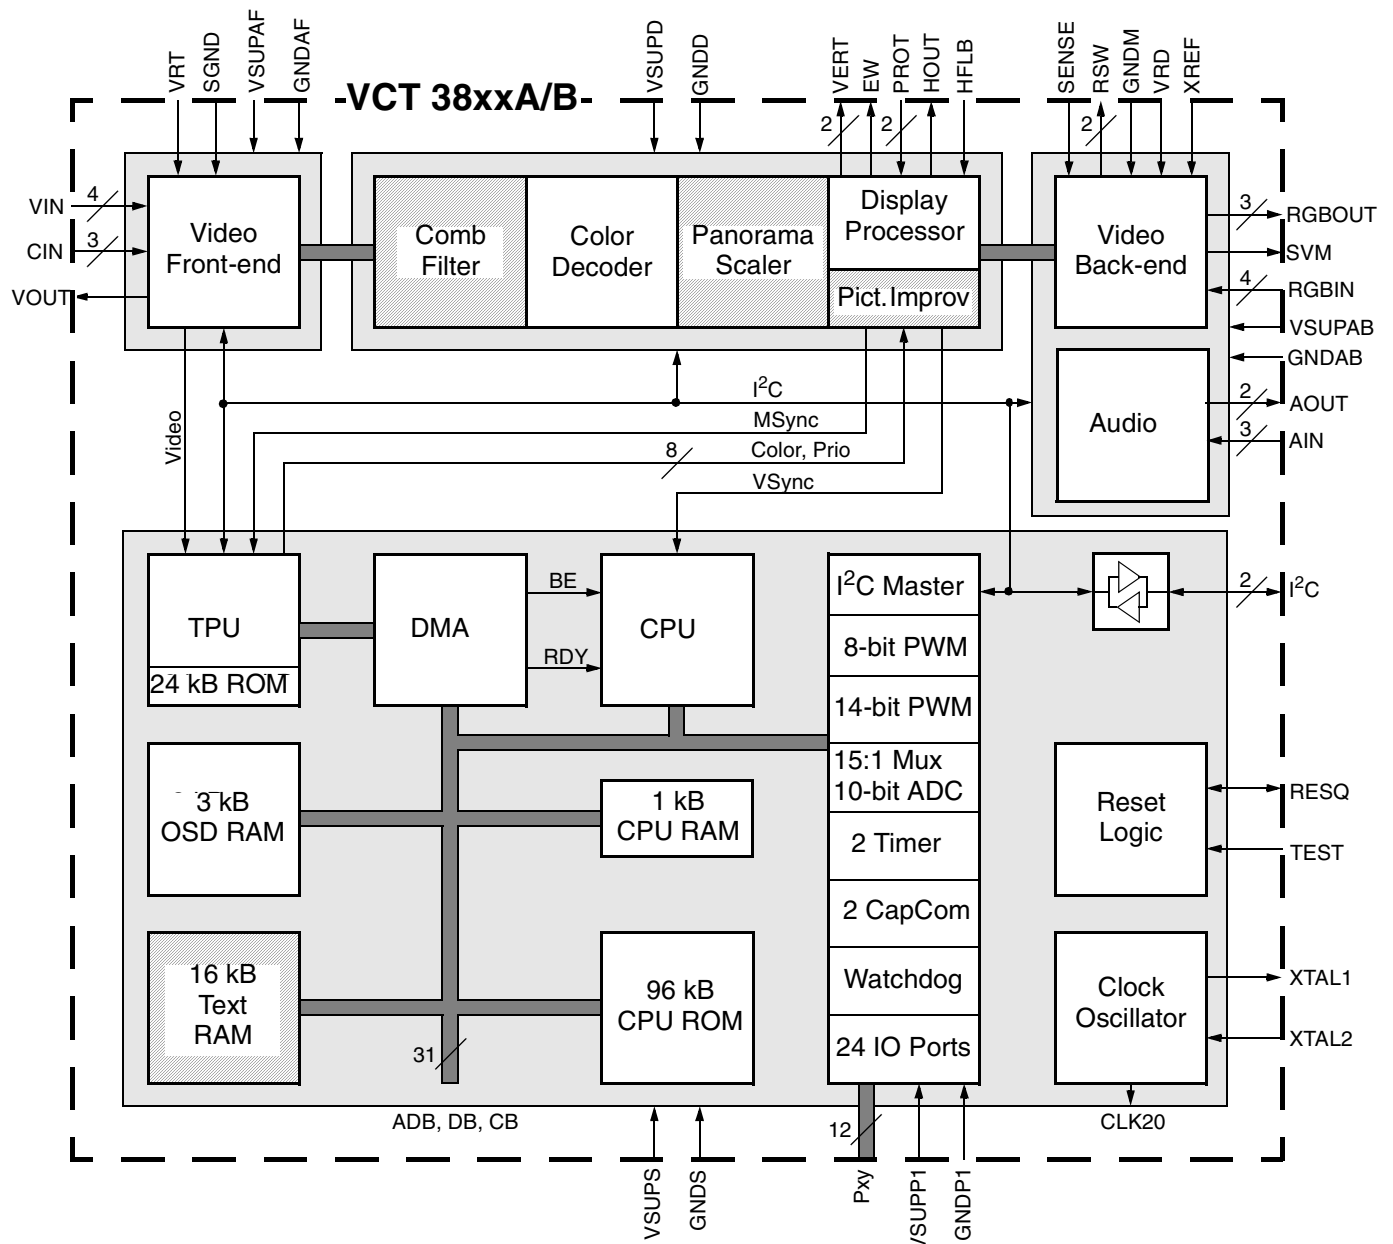 VRT
SGND
VSUPAF
GNDAF
VSUPD
GNDD
VERT
EW
PROT
HOUT
HFLB
SENSE
RSW
GNDM
VRD
XREF
VCT 38xxA/B
2
2
2
VIN
4
CIN
3
VOUT
Video
Front-end
Comb
Filter
Color
Decoder
Panorama
Scaler
Display
Processor
Pict.Improv
Video
Back-end
3
RGBOUT
SVM
4
RGBIN
VSUPAB
GNDAB
Audio
2
AOUT
3
AIN
Video
I²C
MSync
8
Color, Prio
VSync
TPU
24 kB ROM
DMA
BE
RDY
CPU
I²C Master
8-bit PWM
14-bit PWM
15:1 Mux
10-bit ADC
2 Timer
2 CapCom
Watchdog
24 IO Ports
2
I²C
3 kB
OSD RAM
1 kB
CPU RAM
Reset
Logic
RESQ
TEST
16 kB
Text
RAM
31
96 kB
CPU ROM
Clock
Oscillator
XTAL1
XTAL2
ADB, DB, CB
CLK20
12
VSUPS
GNDS
Pxy
VSUPP1
GNDP1